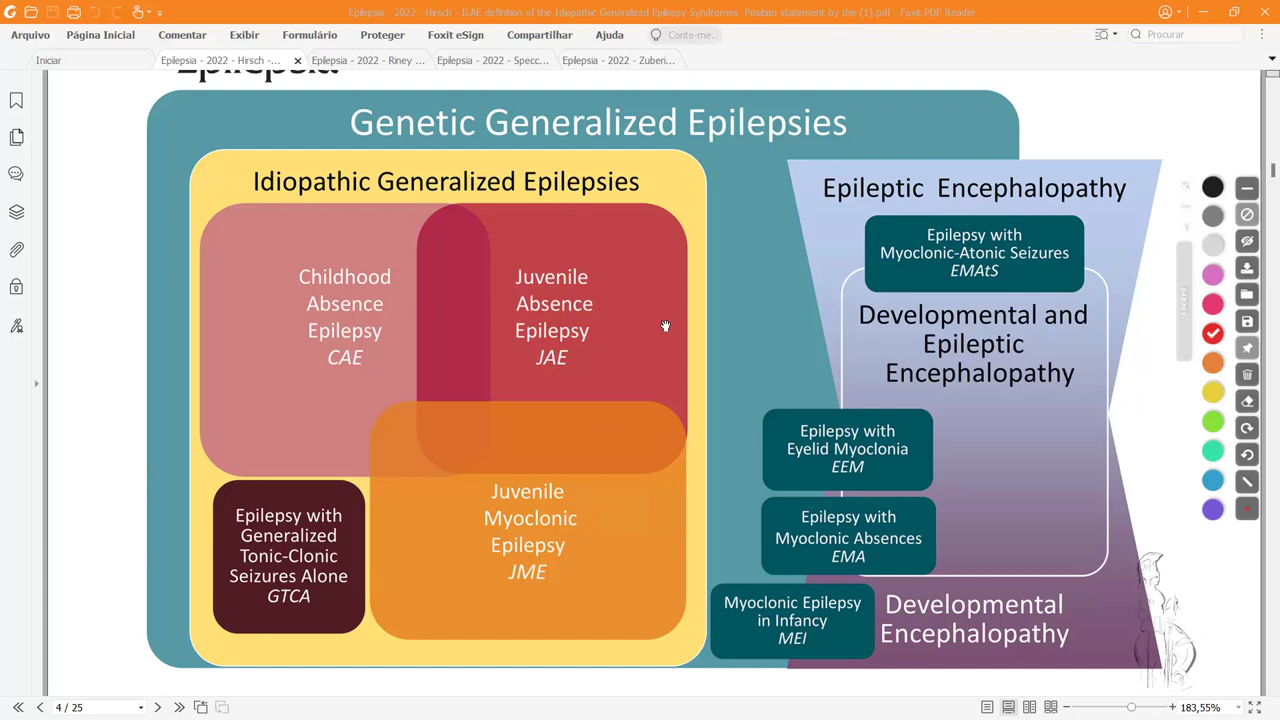 Epilepsia - 2022 - Hirsch - ILAE definition of the Idiopathic Generalized Epilepsy Syndromes Position statement by the (1).pdf - Foxit PDF Reader
Arquivo Página Inicial Comentar Exibir Formulário Proteger Foxit eSign Compartilhar Ajuda Conte-me... Procurar
Iniciar Epilepsia - 2022 - Hirsch -... Epilepsia - 2022 - Riney ... Epilepsia - 2022 - Specc... Epilepsia - 2022 - Zuberi...
Epilepsia
Genetic Generalized Epilepsies
Idiopathic Generalized Epilepsies
Childhood
Absence
Epilepsy
CAE
Juvenile
Absence
Epilepsy
JAE
Epilepsy with
Generalized
Tonic-Clonic
Seizures Alone
GTCA
Juvenile
Myoclonic
Epilepsy
JME
Epileptic Encephalopathy
Epilepsy with
Myoclonic-Atonic Seizures
EMAtS
Developmental and
Epileptic
Encephalopathy
Epilepsy with
Eyelid Myoclonia
EEM
Epilepsy with
Myoclonic Absences
EMA
Myoclonic Epilepsy
in Infancy
MEI
Developmental
Encephalopathy
Locked
4 / 25
183,55%